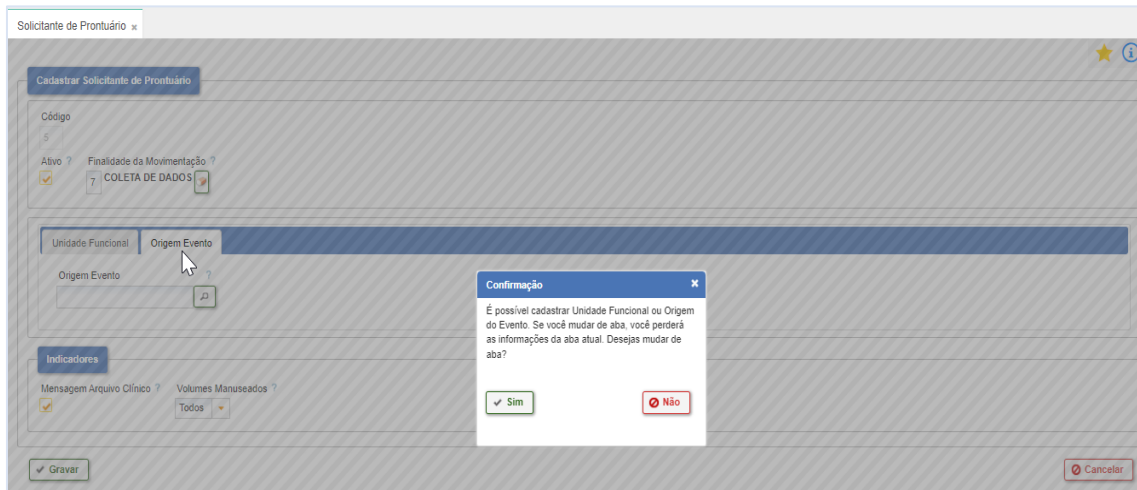 Solicitante de Prontuário
Cadastrar Solicitante de Prontuário
Código
5
Ativo ? Finalidade da Movimentação ?
7 COLETA DE DADOS
Unidade Funcional Origem Evento
Origem Evento ?
Confirmação
É possível cadastrar Unidade Funcional ou Origem
do Evento. Se você mudar de aba, você perderá
as informações da aba atual. Desejas mudar de
aba?
Sim Não
Indicadores
Mensagem Arquivo Clínico ? Volumes Manuseados ?
Todos
Gravar Cancelar